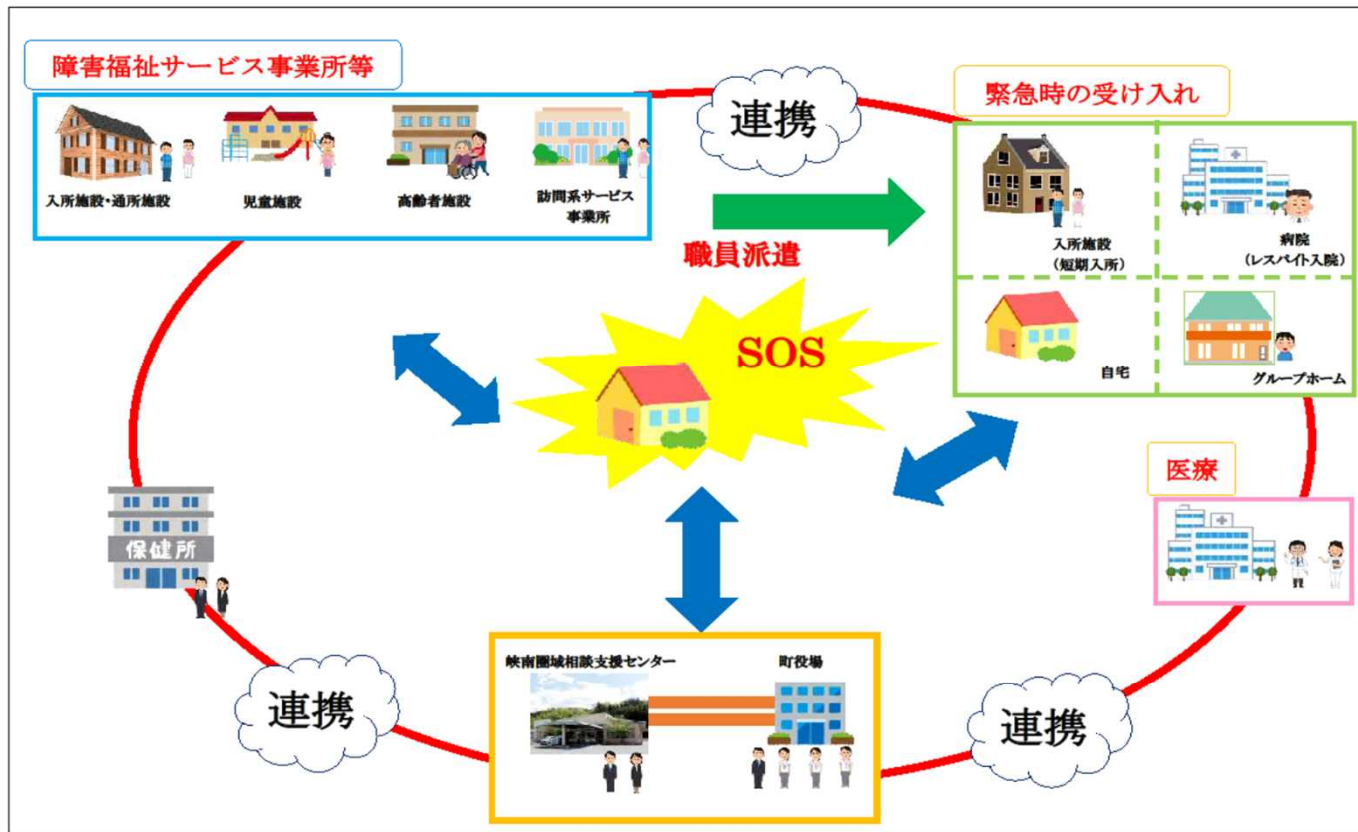 障害福祉サービス事業所等
入所施設・通所施設
児童施設
高齢者施設
訪問系サービス
事業所
連携
職員派遣
緊急時の受け入れ
入所施設
（短期入所）
病院
（レスパイト入院）
自宅
グループホーム
SOS
医療
保健所
峡南圏域相談支援センター
町役場
連携
連携